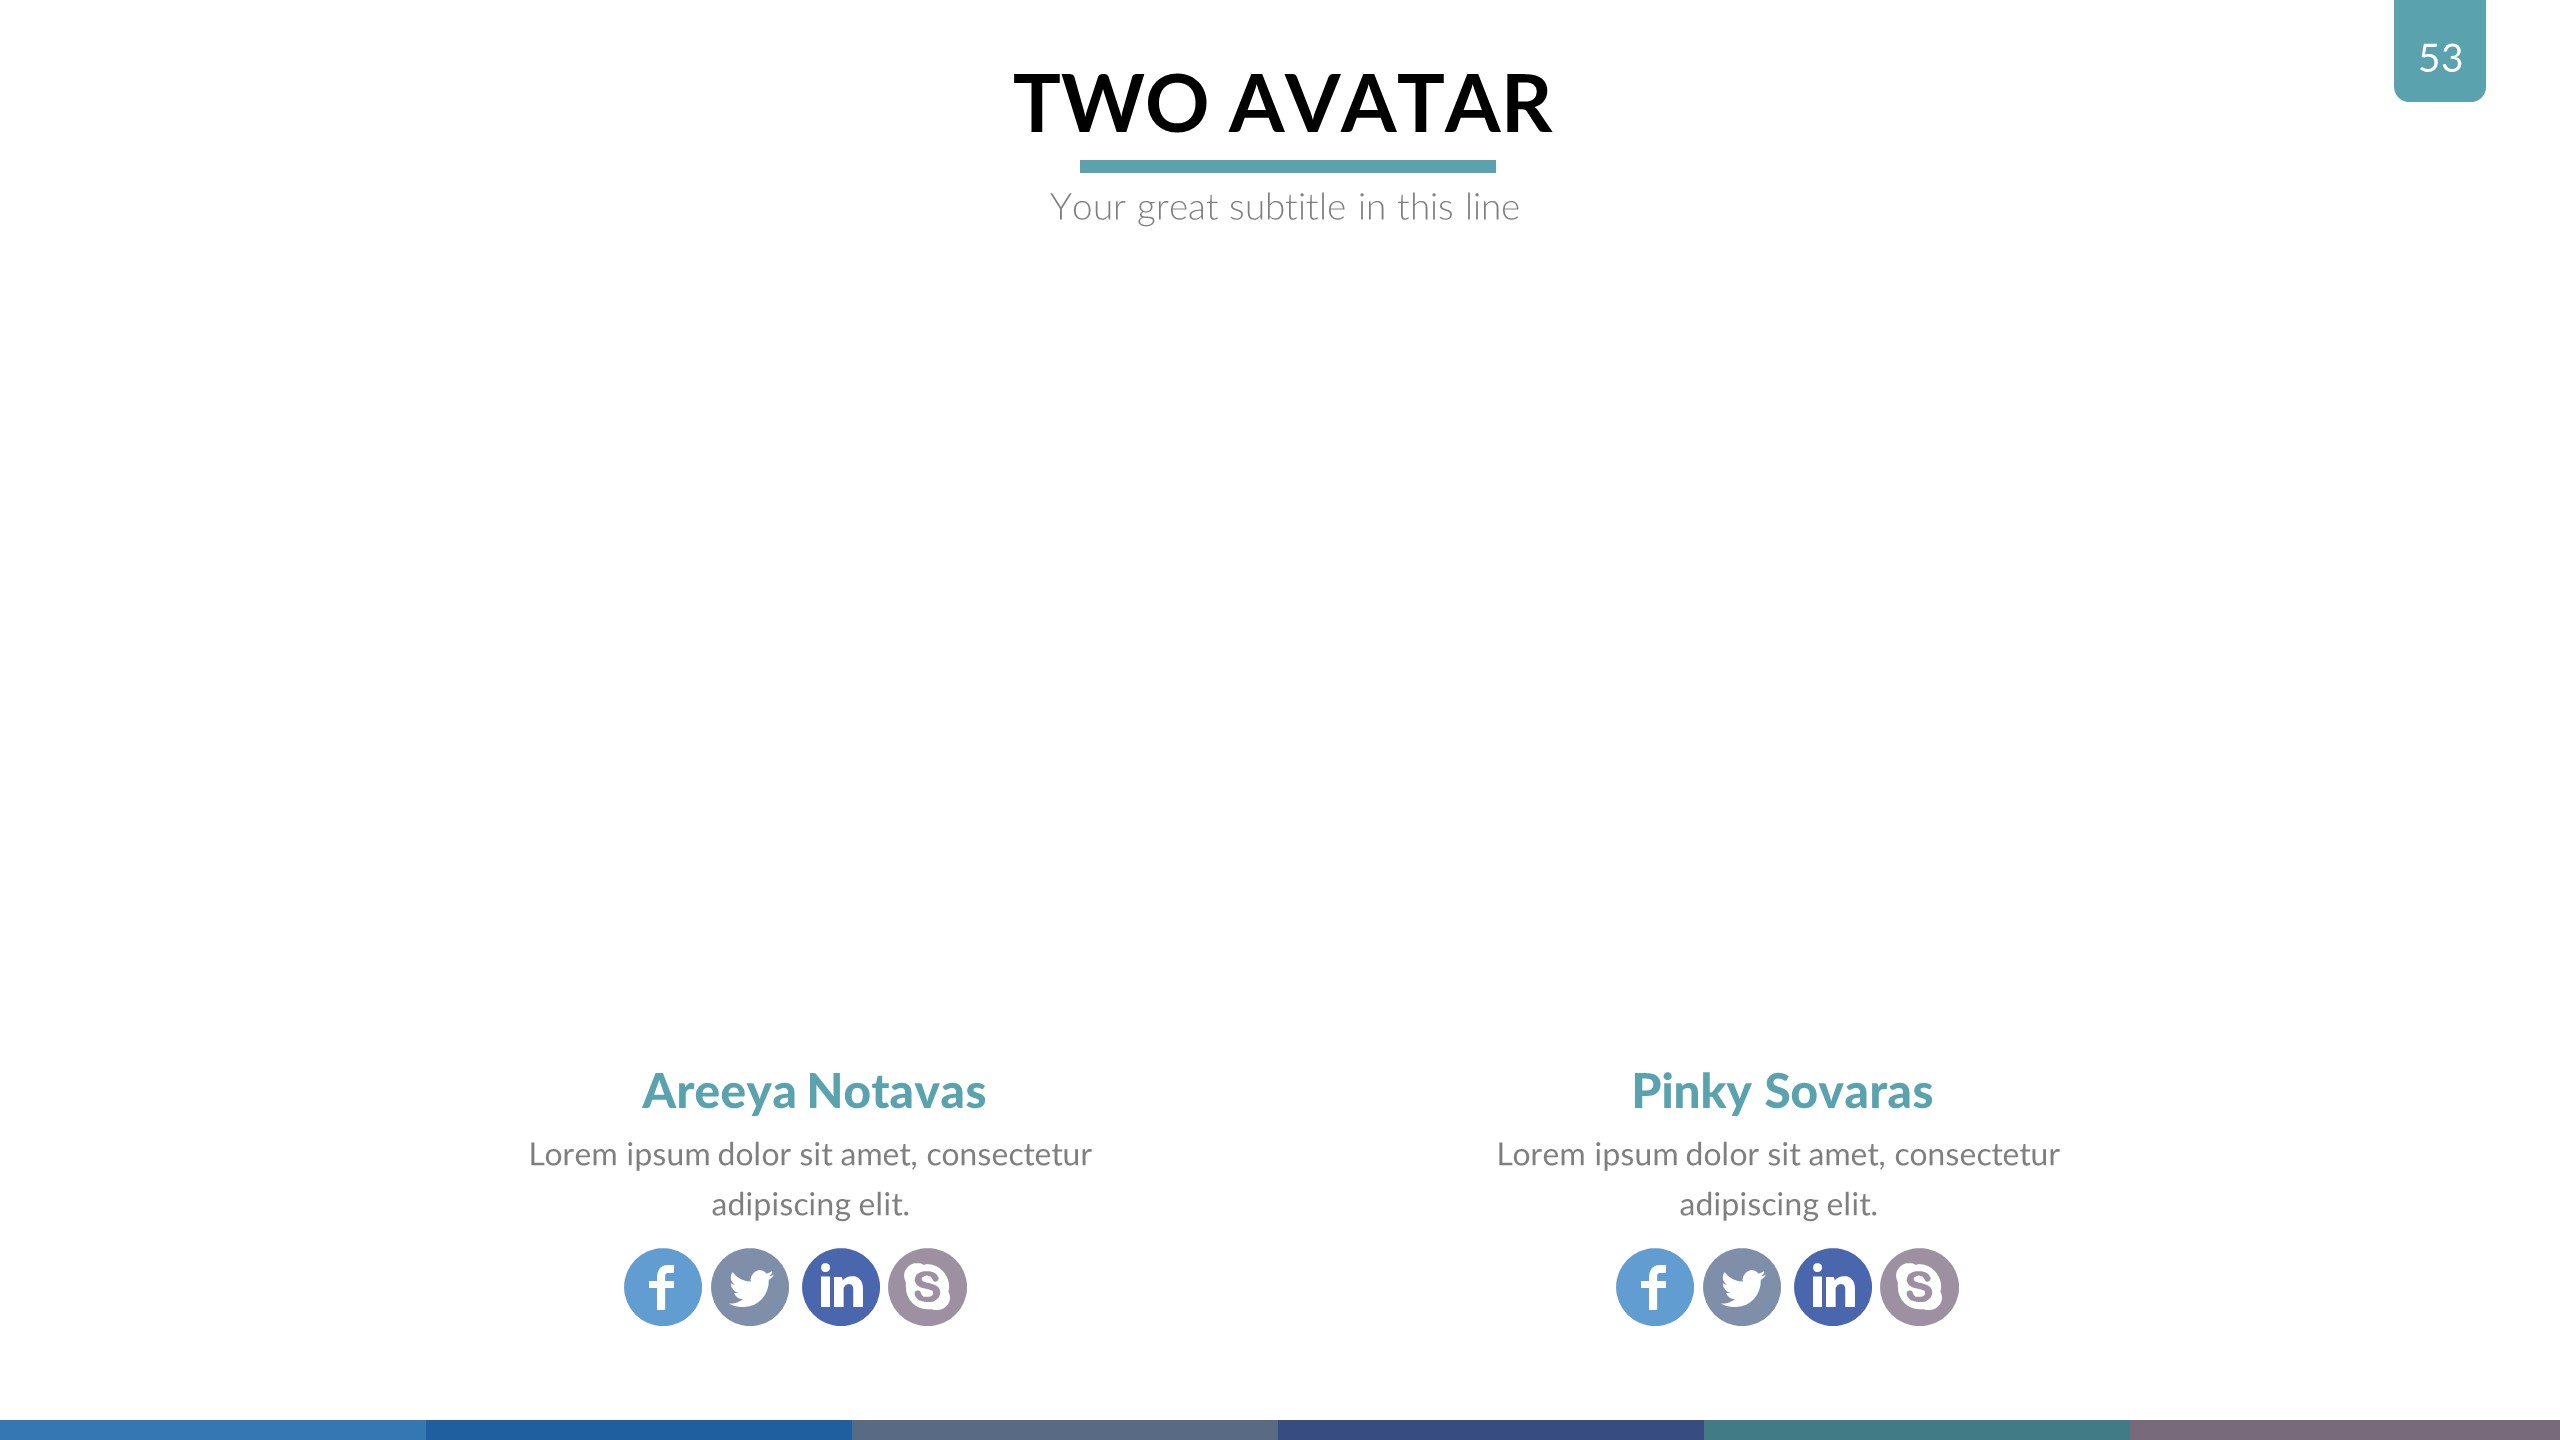 53
TWO AVATAR
Your great subtitle in this line
Areeya Notavas
Lorem ipsum dolor sit amet, consectetur
adipiscing elit.
Pinky Sovaras
Lorem ipsum dolor sit amet, consectetur
adipiscing elit.